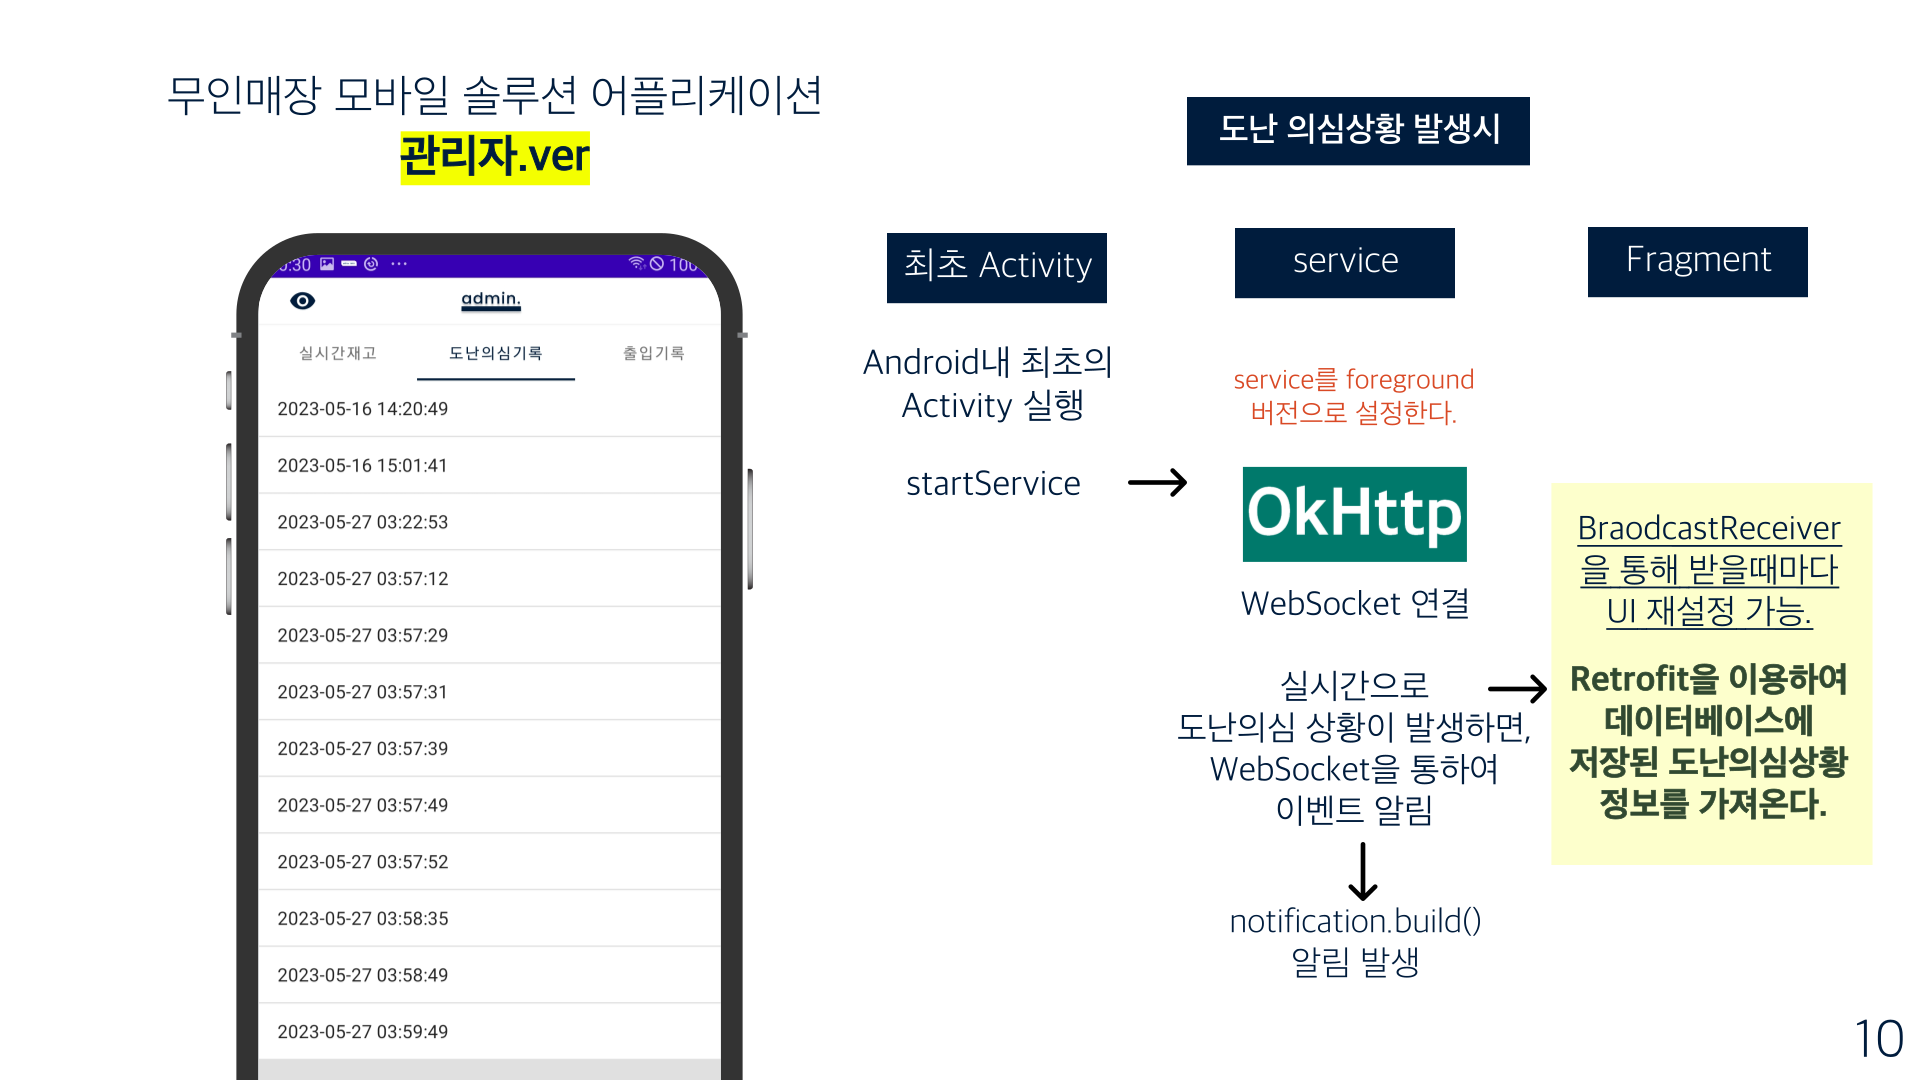 무인매장 모바일 솔루션 어플리케이션
관리자.ver
admin.
실시간재고 도난의심기록 출입기록
2023-05-16 14:20:49
2023-05-16 15:01:41
2023-05-27 03:22:53
2023-05-27 03:57:12
2023-05-27 03:57:29
2023-05-27 03:57:31
2023-05-27 03:57:39
2023-05-27 03:57:49
2023-05-27 03:57:52
2023-05-27 03:58:35
2023-05-27 03:58:49
2023-05-27 03:59:49
도난 의심상황 발생시
최초 Activity
Android내 최초의
Activity 실행
startService
service
service를 foreground
버전으로 설정한다.
OkHttp
WebSocket 연결
실시간으로
도난의심 상황이 발생하면,
WebSocket을 통하여
이벤트 알림
notification.build()
알림 발생
Fragment
BraodcastReceiver
을 통해 받을때마다
UI 재설정 가능.
Retrofit을 이용하여
데이터베이스에
저장된 도난의심상황
정보를 가져온다.
10